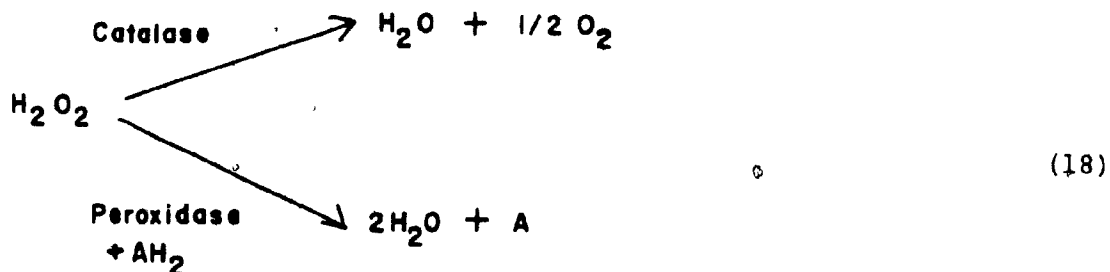 Catalase
H₂O + 1/2 O₂
H₂O₂
(18)
Peroxidase
+ AH₂
2H₂O + A